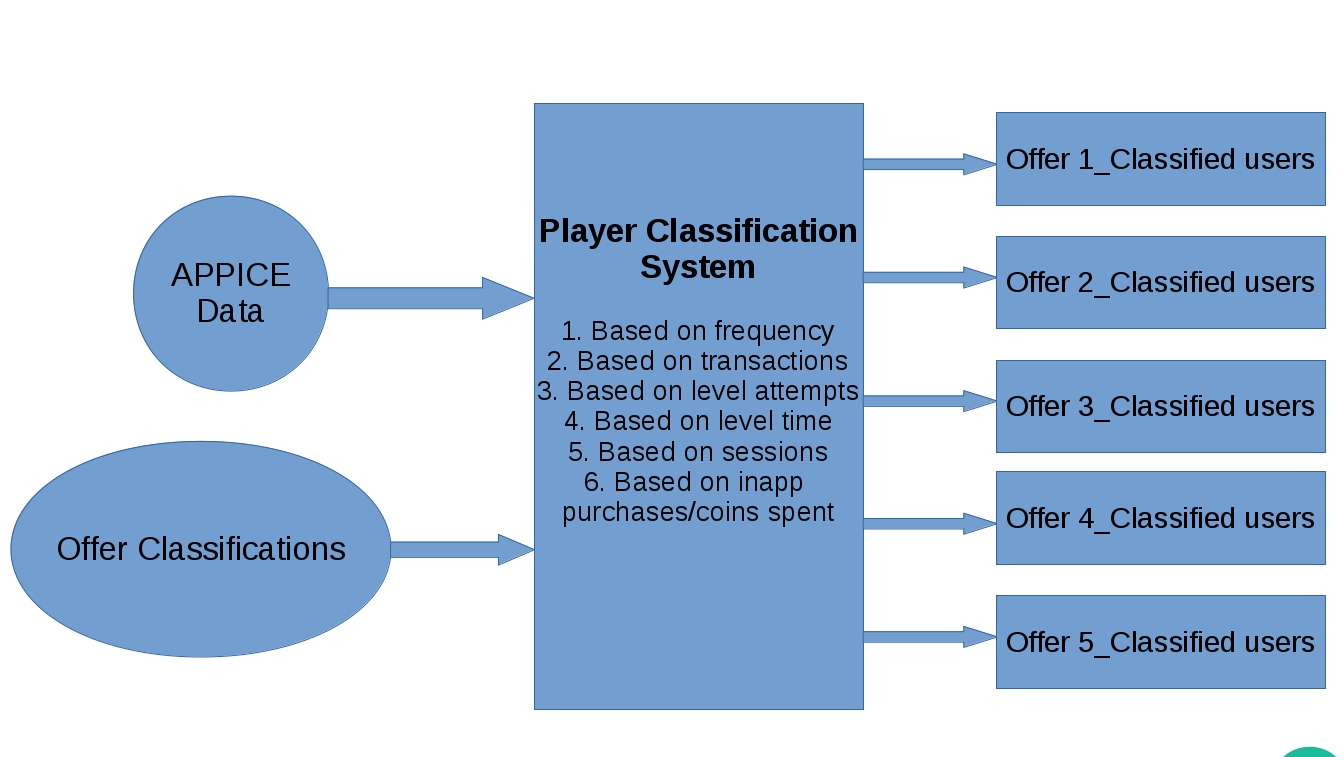 APPICE
Data
Offer Classifications
Player Classification
System
1. Based on frequency
2. Based on transactions
3. Based on level attempts
4. Based on level time
5. Based on sessions
6. Based on inapp
purchases/coins spent
Offer 1_Classified users
Offer 2_Classified users
Offer 3_Classified users
Offer 4_Classified users
Offer 5_Classified users